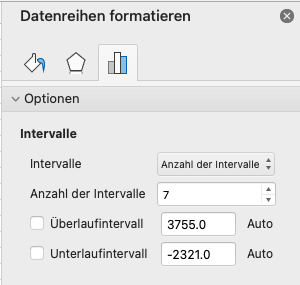 Datenreihen formatieren
Optionen
Intervalle
Intervalle Anzahl der Intervalle
Anzahl der Intervalle 7
Überlaufintervall 3755.0 Auto
Unterlaufintervall -2321.0 Auto